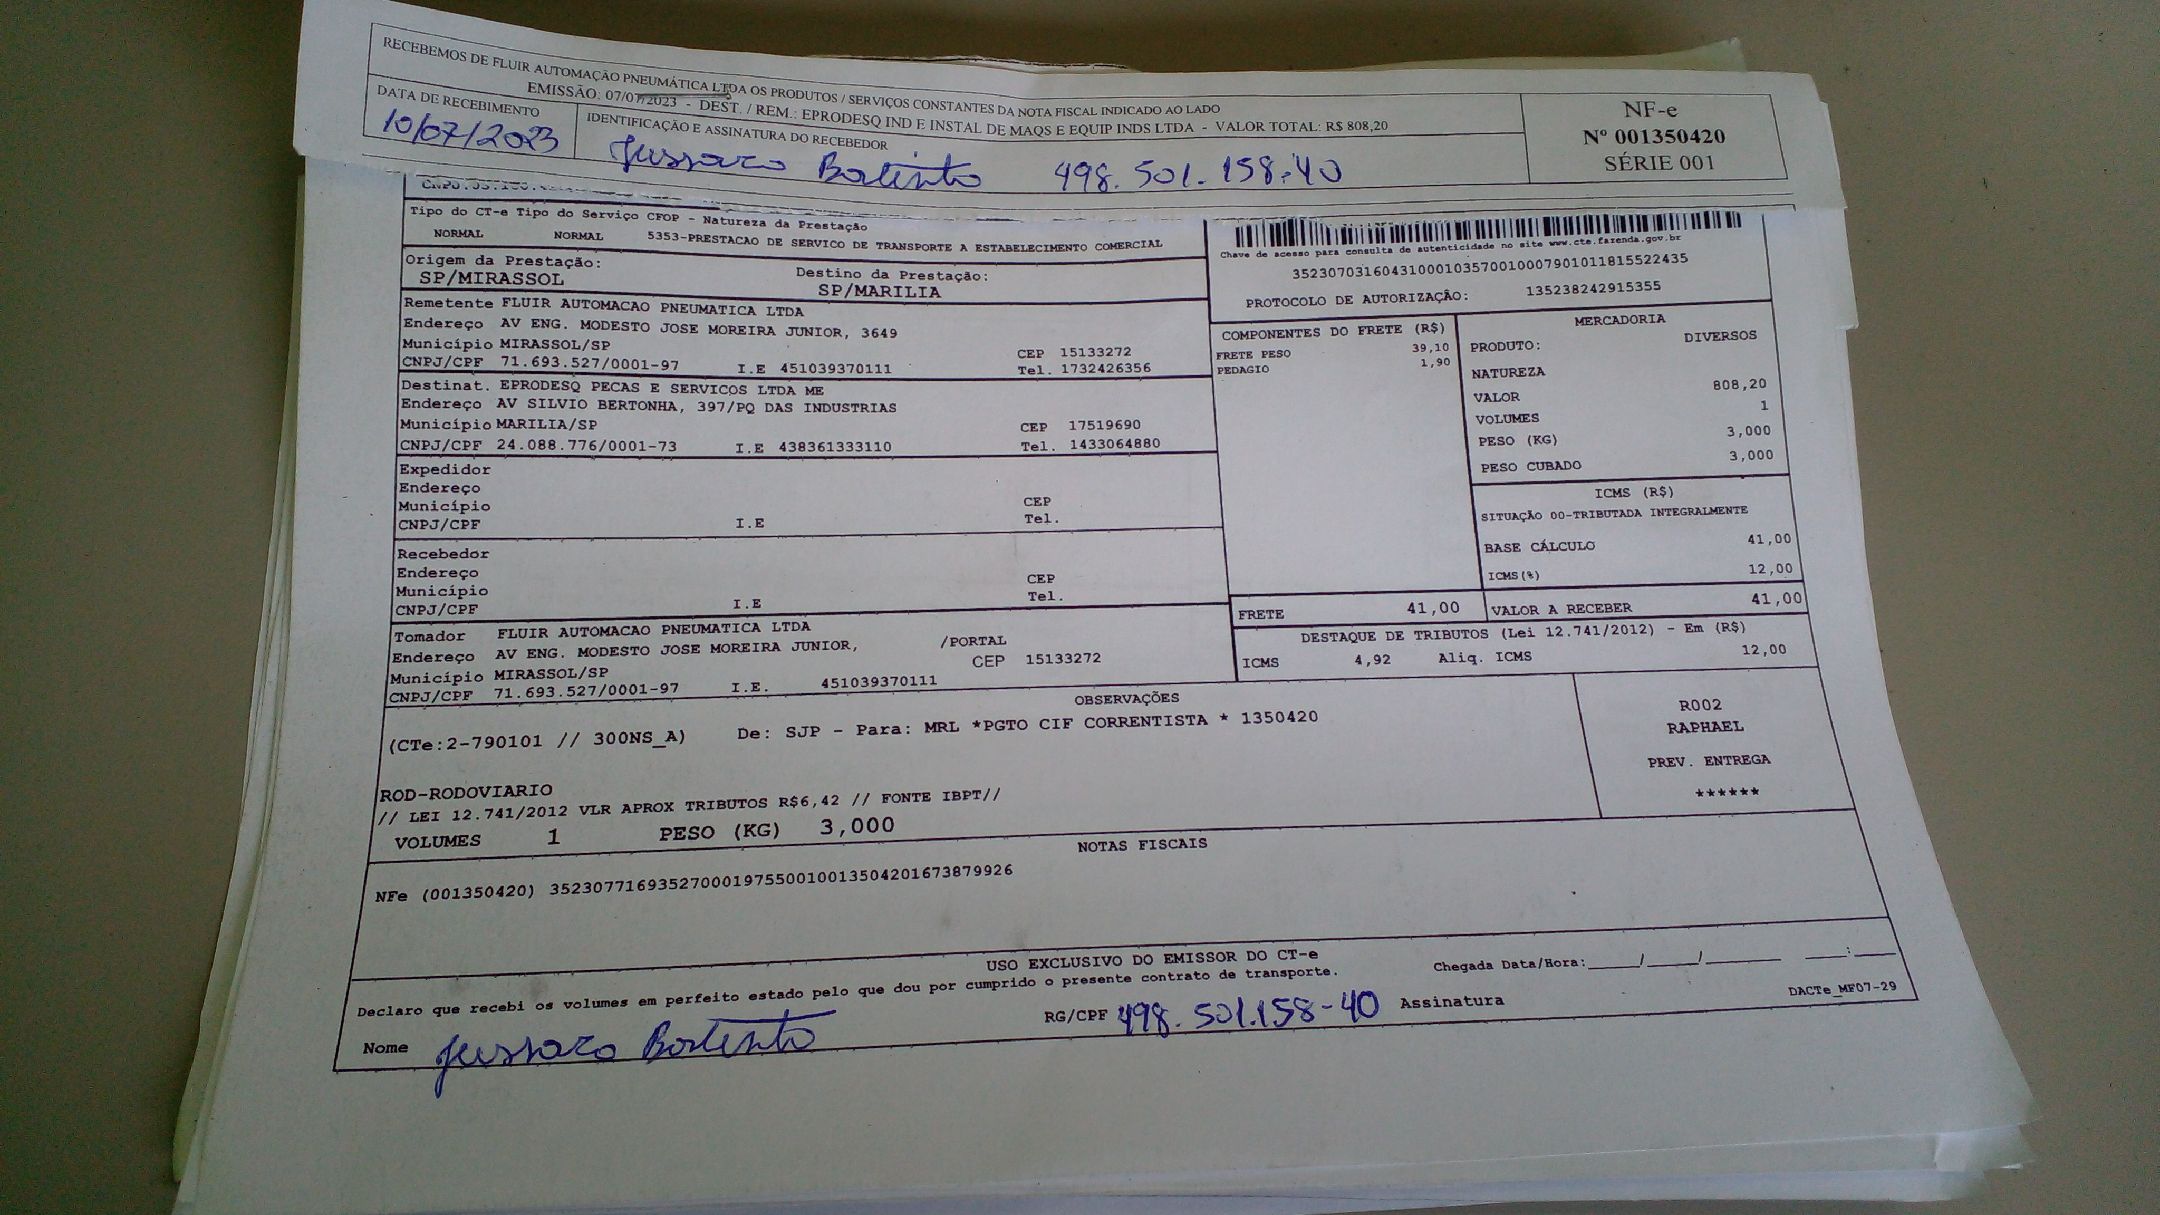 RECEBEMOS DE FLUIR AUTOMAÇÃO PNEUMÁTICA LTDA OS PRODUTOS / SERVIÇOS CONSTANTES DA NOTA FISCAL INDICADO AO LADO
EMISSÃO: 07/07/2023 - DEST. / REM.: EPRODESQ IND E INSTAL DE MAQS E EQUIP INDS LTDA - VALOR TOTAL: R$ 808,20
DATA DE RECEBIMENTO
10/07/2023
IDENTIFICAÇÃO E ASSINATURA DO RECEBEDOR
498.501.158-40
NF-e
Nº 001350420
SÉRIE 001
Tipo do CT-e Tipo do Serviço CFOP - Natureza da Prestação
NORMAL NORMAL 5353-PRESTACAO DE SERVICO DE TRANSPORTE A ESTABELECIMENTO COMERCIAL
Origem da Prestação: Destino da Prestação:
SP/MIRASSOL SP/MARILIA
Remetente FLUIR AUTOMACAO PNEUMATICA LTDA
Endereço AV ENG. MODESTO JOSE MOREIRA JUNIOR, 3649
Município MIRASSOL/SP CEP 15133272
CNPJ/CPF 71.693.527/0001-97 I.E 451039370111 Tel. 1732426356
Destinat. EPRODESQ PECAS E SERVICOS LTDA ME
Endereço AV SILVIO BERTONHA, 397/PQ DAS INDUSTRIAS
Município MARILIA/SP CEP 17519690
CNPJ/CPF 24.088.776/0001-73 I.E 438361333110 Tel. 1433064880
Expedidor
Endereço
Município CEP
CNPJ/CPF I.E Tel.
Recebedor
Endereço
Município CEP
CNPJ/CPF I.E Tel.
Tomador FLUIR AUTOMACAO PNEUMATICA LTDA
Endereço AV ENG. MODESTO JOSE MOREIRA JUNIOR, /PORTAL
Município MIRASSOL/SP CEP 15133272
CNPJ/CPF 71.693.527/0001-97 I.E. 451039370111
Chave de acesso para consulta de autenticidade no site www.cte.fazenda.gov.br
35230703160431000103570010007901011815522435
PROTOCOLO DE AUTORIZAÇÃO: 135238242915355
COMPONENTES DO FRETE (R$)
FRETE PESO 39,10
PEDAGIO 1,90
MERCADORIA
PRODUTO: DIVERSOS
NATUREZA
VALOR 808,20
VOLUMES 1
PESO (KG) 3,000
PESO CUBADO 3,000
ICMS (R$)
SITUAÇÃO 00-TRIBUTADA INTEGRALMENTE
BASE CÁLCULO 41,00
ICMS(%) 12,00
FRETE 41,00 VALOR A RECEBER 41,00
DESTAQUE DE TRIBUTOS (Lei 12.741/2012) - Em (R$)
ICMS 4,92 Aliq. ICMS 12,00
OBSERVAÇÕES
(CTe:2-790101 // 300NS_A) De: SJP - Para: MRL *PGTO CIF CORRENTISTA * 1350420
ROD-RODOVIARIO
// LEI 12.741/2012 VLR APROX TRIBUTOS R$6,42 // FONTE IBPT//
VOLUMES 1 PESO (KG) 3,000
R002
RAPHAEL
PREV. ENTREGA
******
NOTAS FISCAIS
NFe (001350420) 35230771693527000197550010013504201673879926
USO EXCLUSIVO DO EMISSOR DO CT-e
Declaro que recebi os volumes em perfeito estado pelo que dou por cumprido o presente contrato de transporte.
Chegada Data/Hora:_____/_____/_______ ____:____
Nome
RG/CPF 498.501.158-40 Assinatura
DACTe_MF07-29